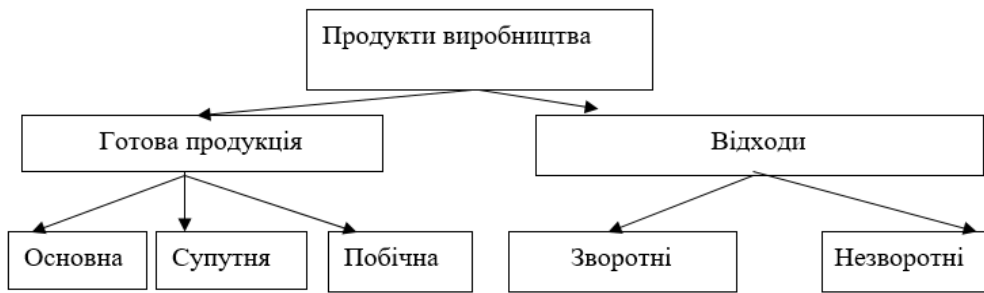 Продукти виробництва
Готова продукція
Відходи
Основна
Супутня
Побічна
Зворотні
Незворотні